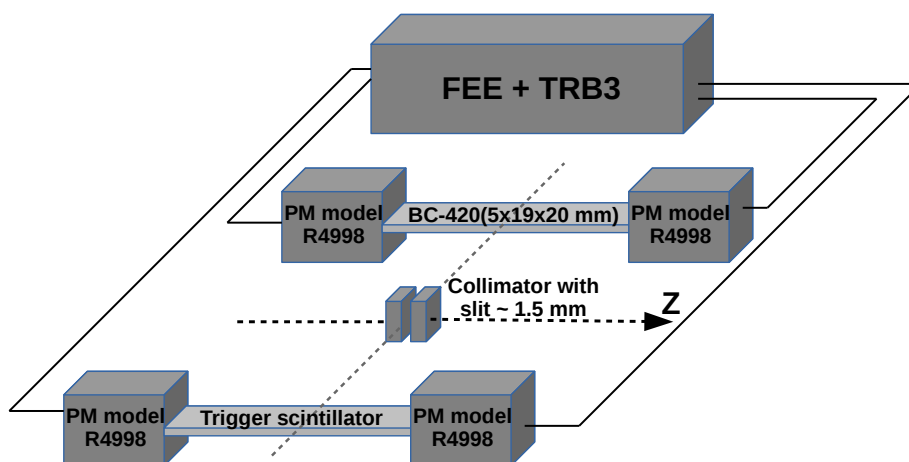 FEE + TRB3
PM model
R4998
BC-420(5x19x20 mm)
PM model
R4998
Collimator with
slit ~ 1.5 mm
Z
PM model
R4998
Trigger scintillator
PM model
R4998